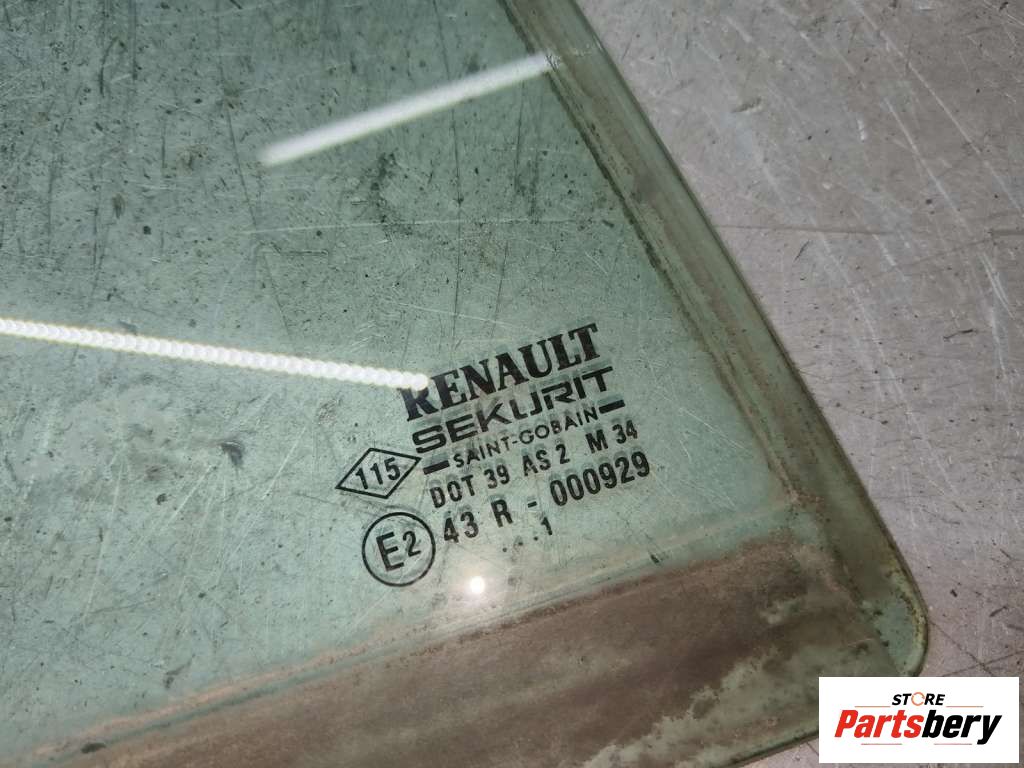 RENAULT
SEKURIT
SAINT-GOBAIN
115
DOT 39 AS 2 M 34
E2
43 R - 000929
...1
STORE
Partsbery